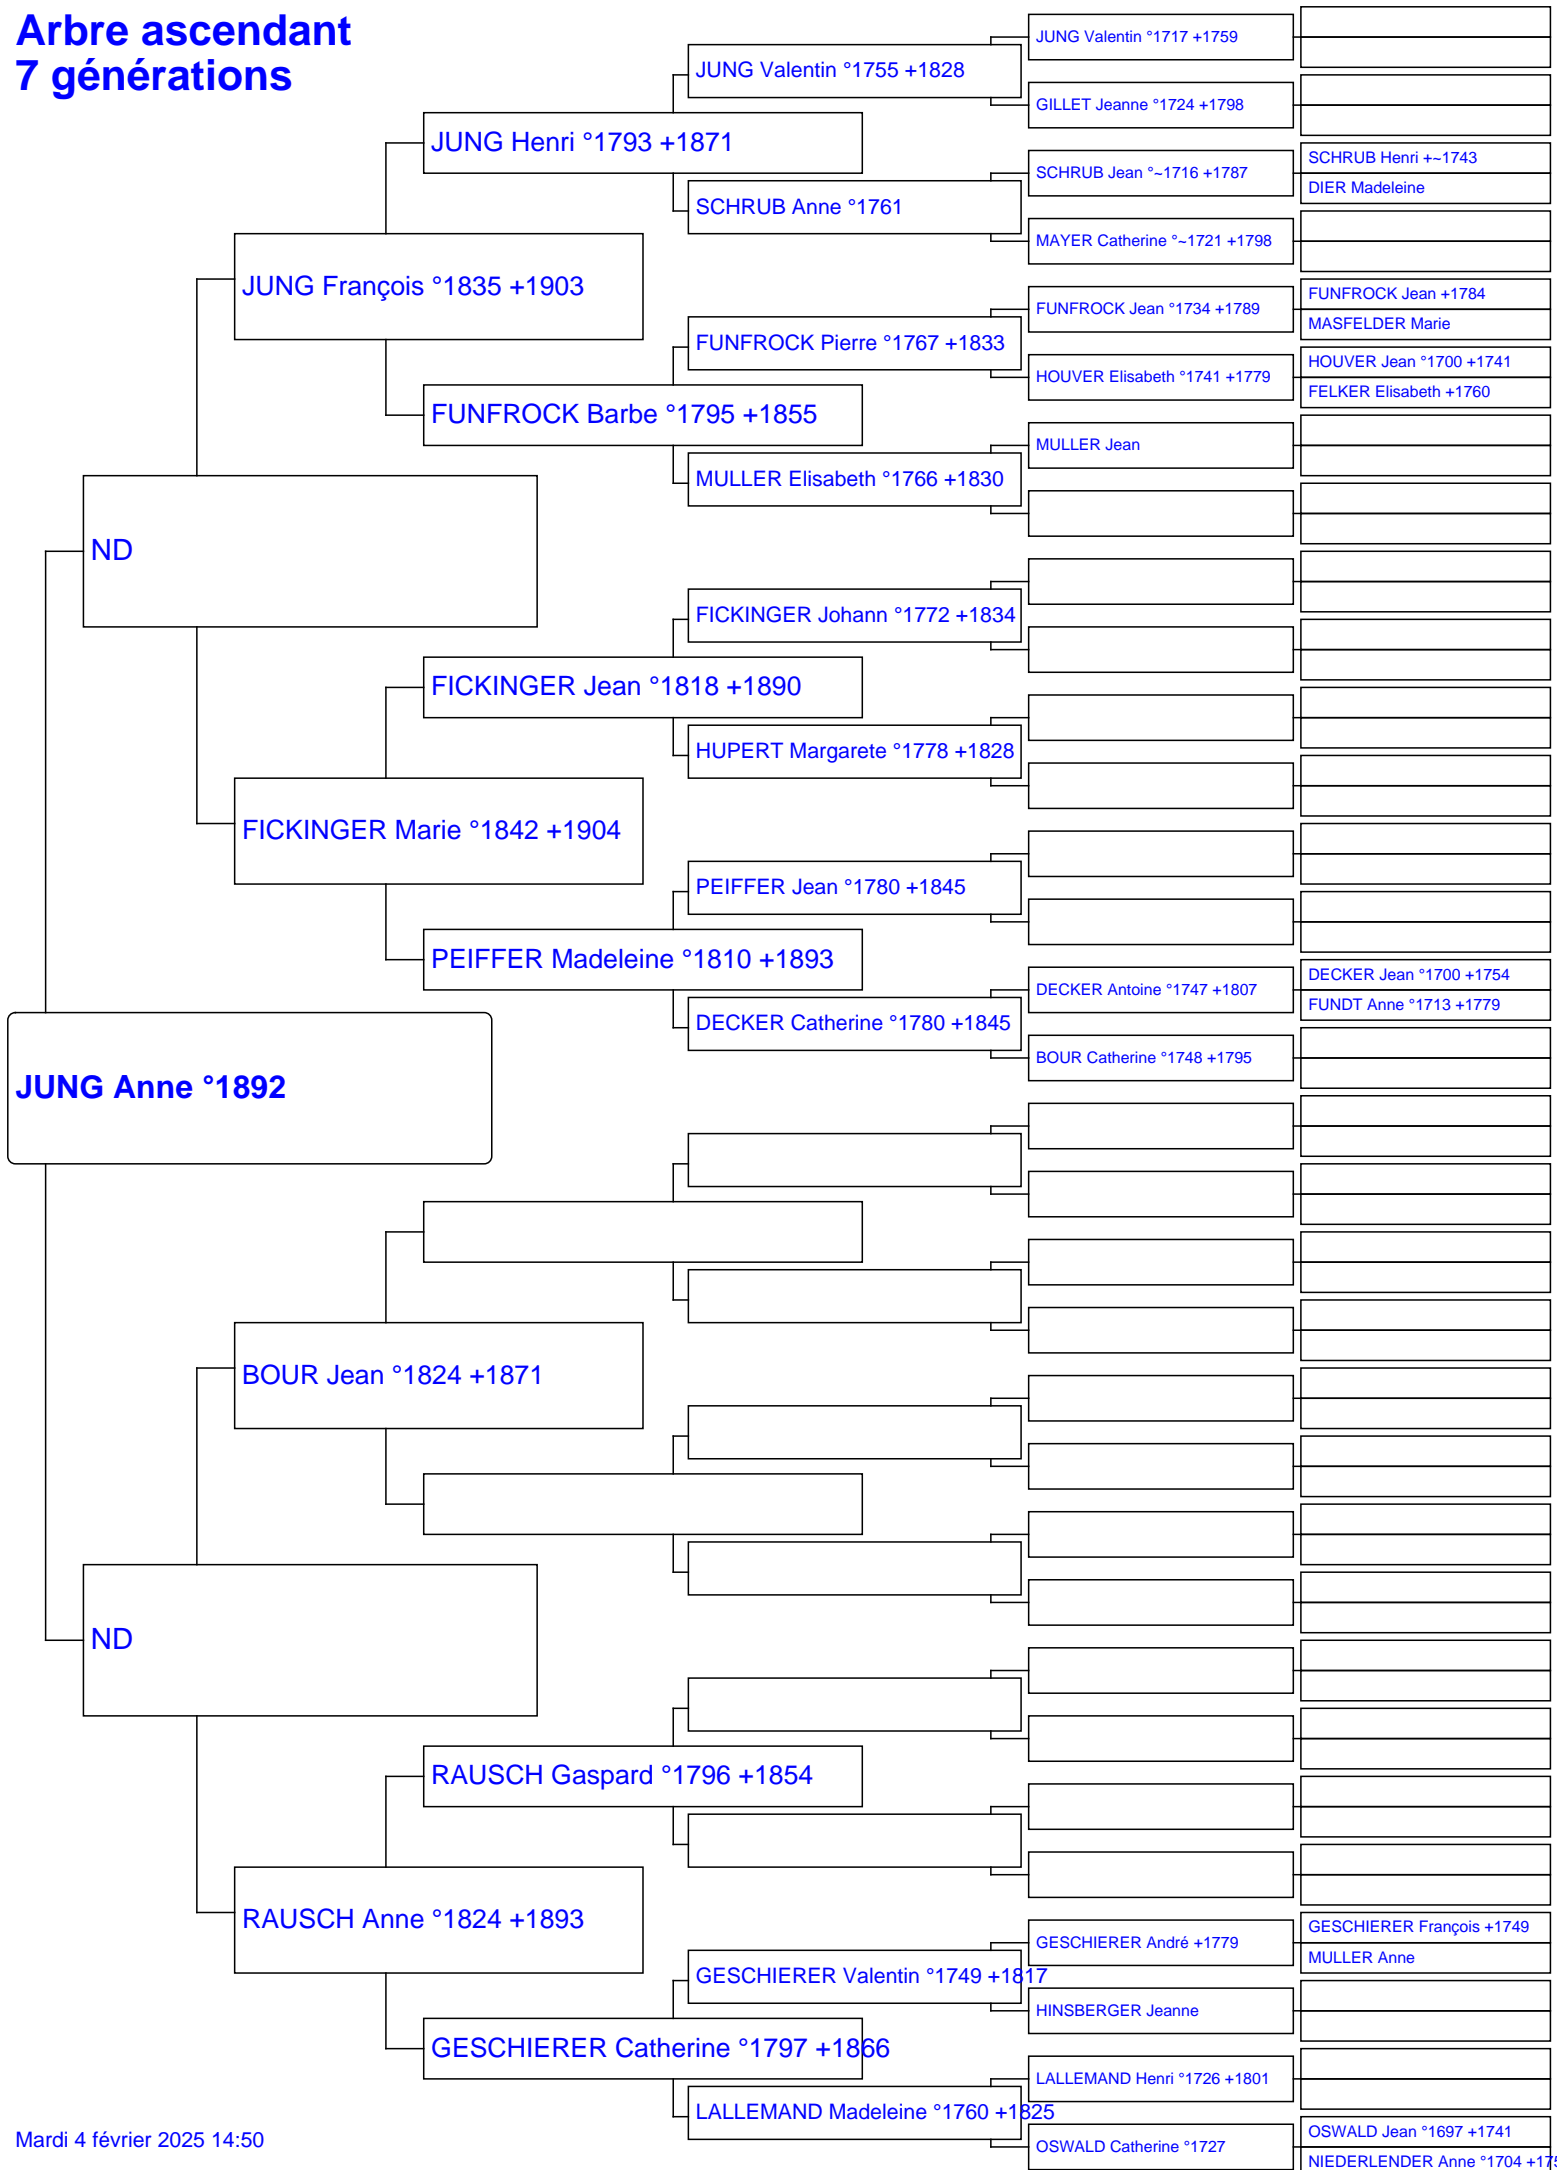 Arbre ascendant
7 générations
JUNG Valentin °1717 +1759
JUNG Valentin °1755 +1828
GILLET Jeanne °1724 +1798
JUNG Henri °1793 +1871
SCHRUB Henri +~1743
SCHRUB Jean °~1716 +1787
DIER Madeleine
SCHRUB Anne °1761
MAYER Catherine °~1721 +1798
JUNG François °1835 +1903
FUNFROCK Jean +1784
FUNFROCK Jean °1734 +1789
MASFELDER Marie
FUNFROCK Pierre °1767 +1833
HOUVER Jean °1700 +1741
HOUVER Elisabeth °1741 +1779
FELKER Elisabeth +1760
FUNFROCK Barbe °1795 +1855
MULLER Jean
MULLER Elisabeth °1766 +1830
ND
FICKINGER Johann °1772 +1834
FICKINGER Jean °1818 +1890
HUPERT Margarete °1778 +1828
FICKINGER Marie °1842 +1904
PEIFFER Jean °1780 +1845
PEIFFER Madeleine °1810 +1893
DECKER Jean °1700 +1754
DECKER Antoine °1747 +1807
FUNDT Anne °1713 +1779
DECKER Catherine °1780 +1845
BOUR Catherine °1748 +1795
JUNG Anne °1892
BOUR Jean °1824 +1871
ND
RAUSCH Gaspard °1796 +1854
RAUSCH Anne °1824 +1893
GESCHIERER François +1749
GESCHIERER André +1779
MULLER Anne
GESCHIERER Valentin °1749 +1817
HINSBERGER Jeanne
GESCHIERER Catherine °1797 +1866
LALLEMAND Henri °1726 +1801
LALLEMAND Madeleine °1760 +1825
OSWALD Jean °1697 +1741
OSWALD Catherine °1727
NIEDERLENDER Anne °1704
Mardi 4 février 2025 14:50